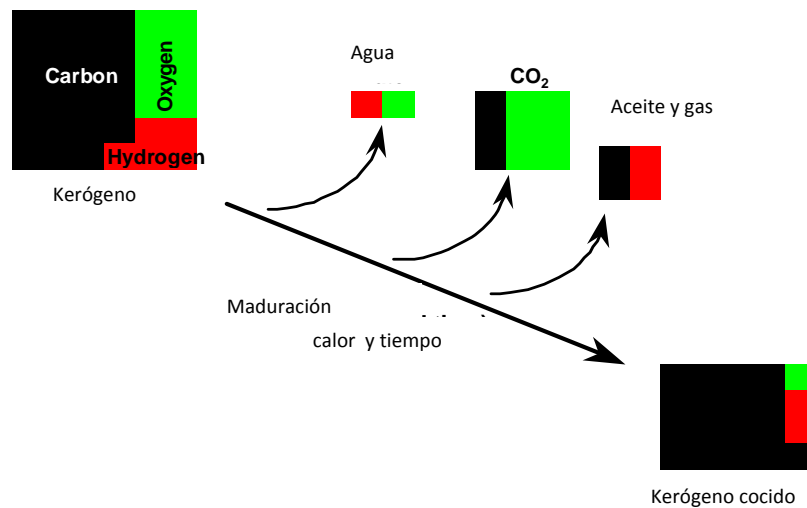 Carbon
Oxygen
Hydrogen
Kerógeno
Agua
CO₂
Aceite y gas
Maduración
calor y tiempo
Kerógeno cocido